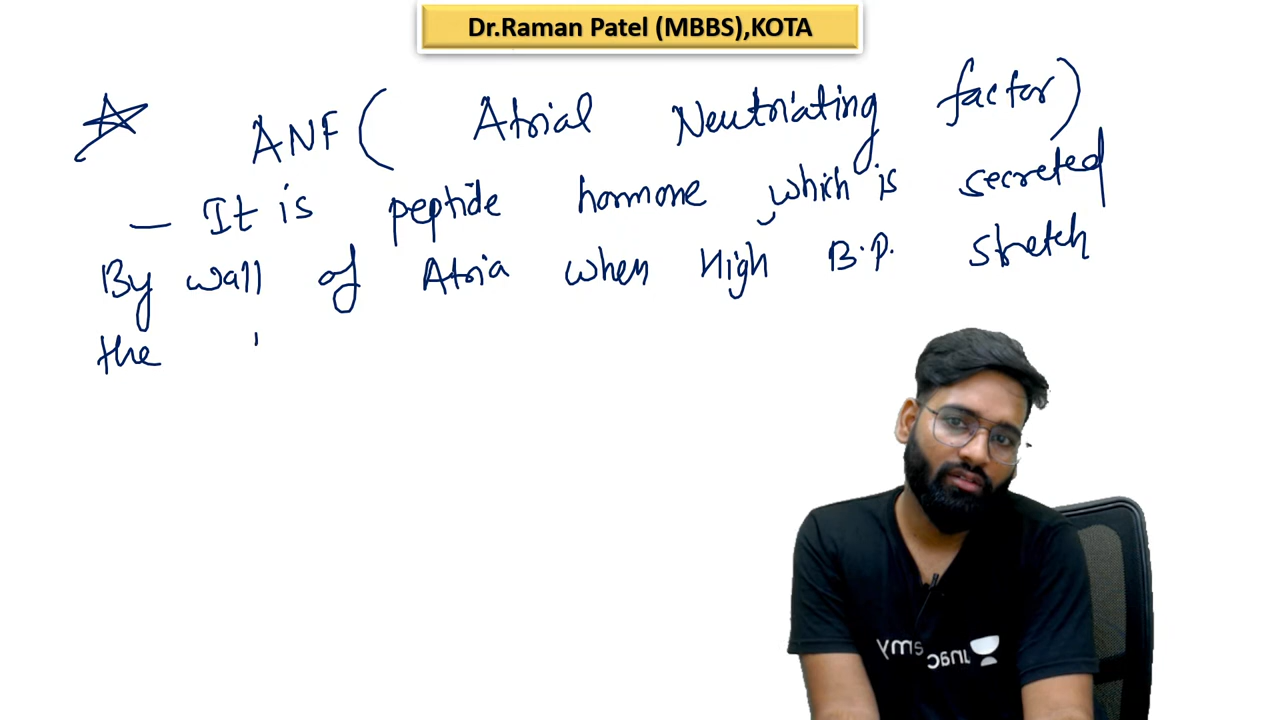 Dr.Raman Patel (MBBS),KOTA
ANF ( Atrial Neutriating factor)
— It is peptide hormone which is secreted
By wall of Atria when High B.P. stretch
the
unacademy